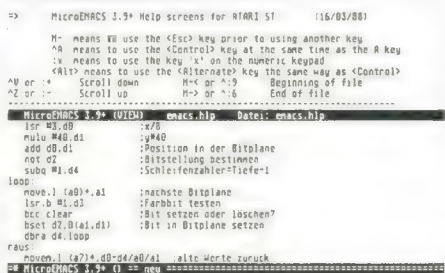 => MicroEMACS 3.9+ Help screens for ATARI ST (16/03/88)
M- means to use the <Esc> key prior to using another key
^A means to use the <Control> key at the same time as the A key
:x means to use the key 'x' on the numeric keypad
<Alt> means to use the <Alternate> key the same way as <Control>
^V or :+ Scroll down M-< or ^:9 Beginning of file
^Z or :- Scroll up M-> or ^:6 End of file
MicroEMACS 3.9+ (VIEW) emacs.hlp Datei: emacs.hlp
lsr #3,d0 ;x/8
mulu #40,d1 ;y*40
add d0,d1 ;Position in der Bitplane
not d2 ;Bitstellung bestimmen
subq #1,d4 ;Schleifenzähler=Tiefe-1
loop:
move.l (a0)+,a1 ;nächste Bitplane
lsr.b #1,d3 ;Farbbit testen
bcc clear ;Bit setzen oder löschen?
bset d2,0(a1,d1) ;Bit in Bitplane setzen
dbra d4,loop
raus:
movem.l (a7)+,d0-d4/a0/a1 ;alte Werte zurück
=# MicroEMACS 3.9+ () == neu ==